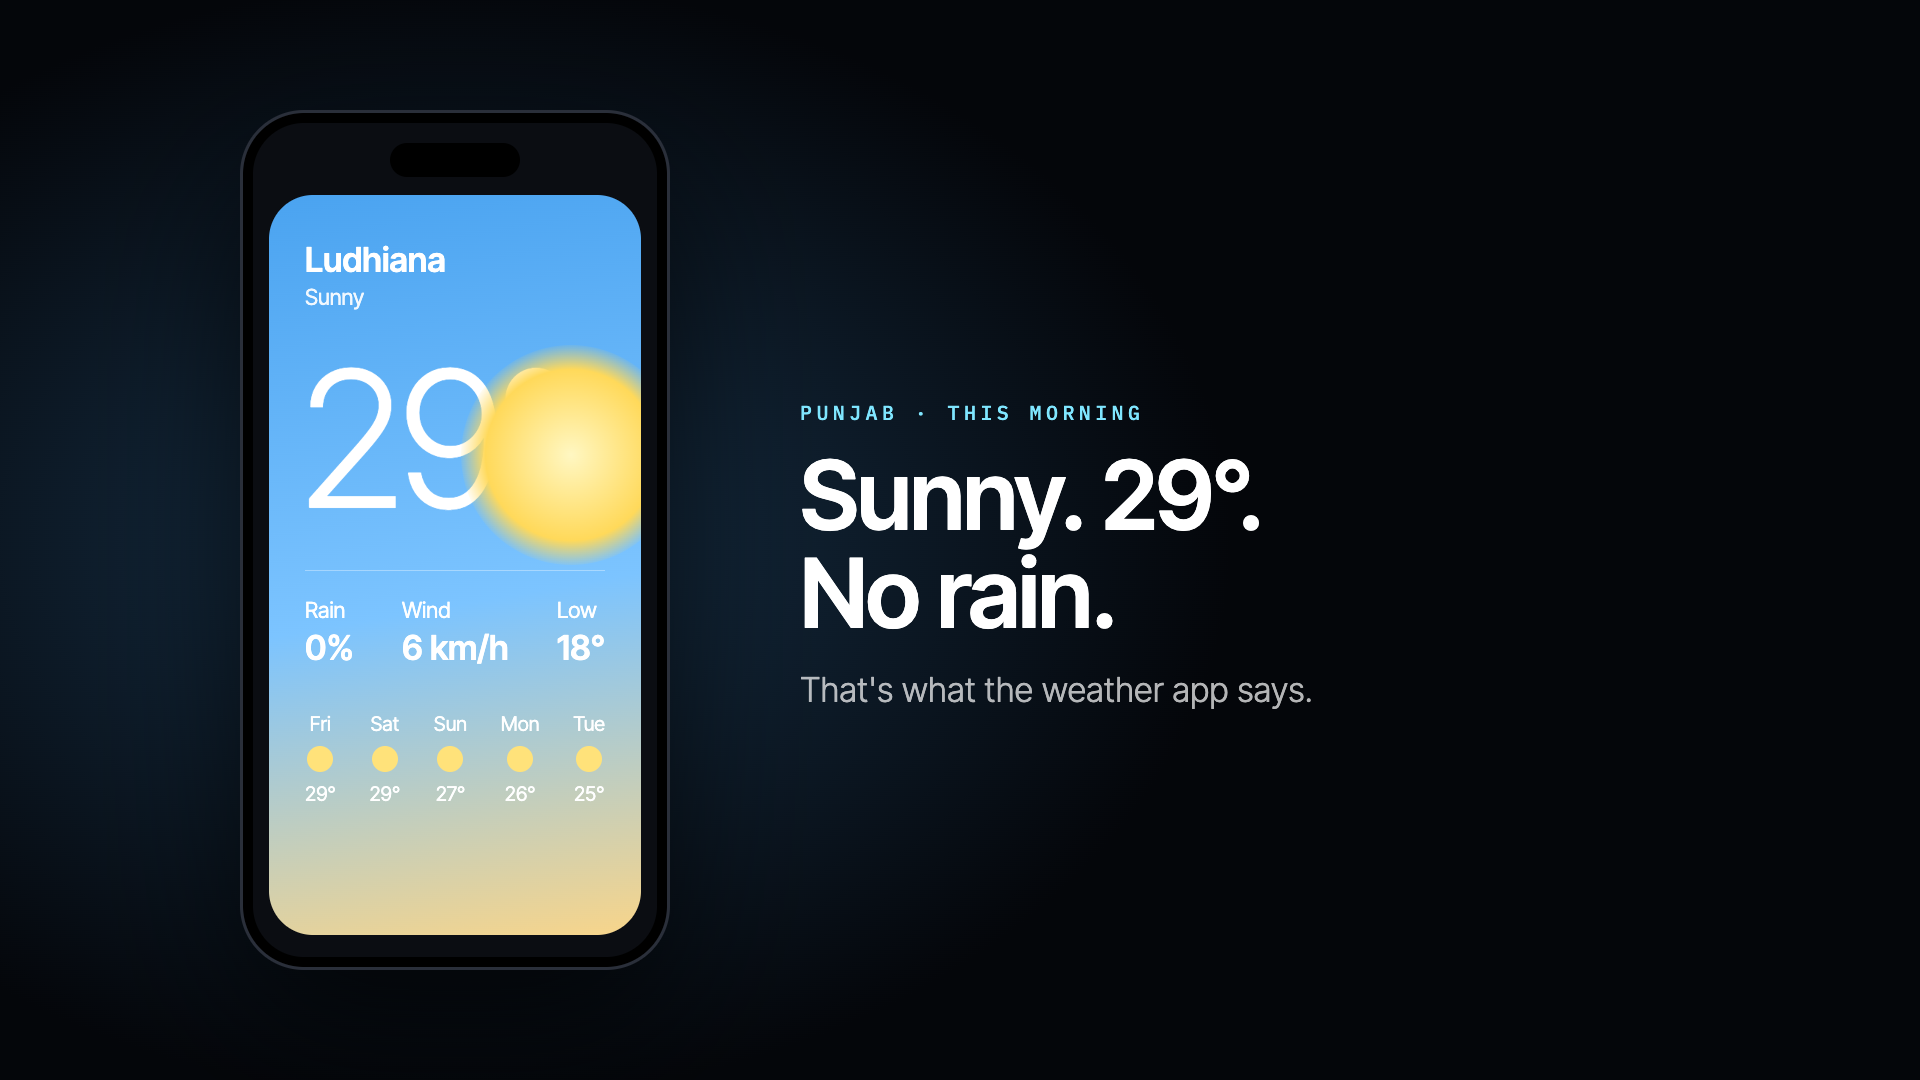 Ludhiana
Sunny
29°
Rain Wind Low
0% 6 km/h 18°
Fri Sat Sun Mon Tue
29° 29° 27° 26° 25°
PUNJAB · THIS MORNING
Sunny. 29°.
No rain.
That's what the weather app says.